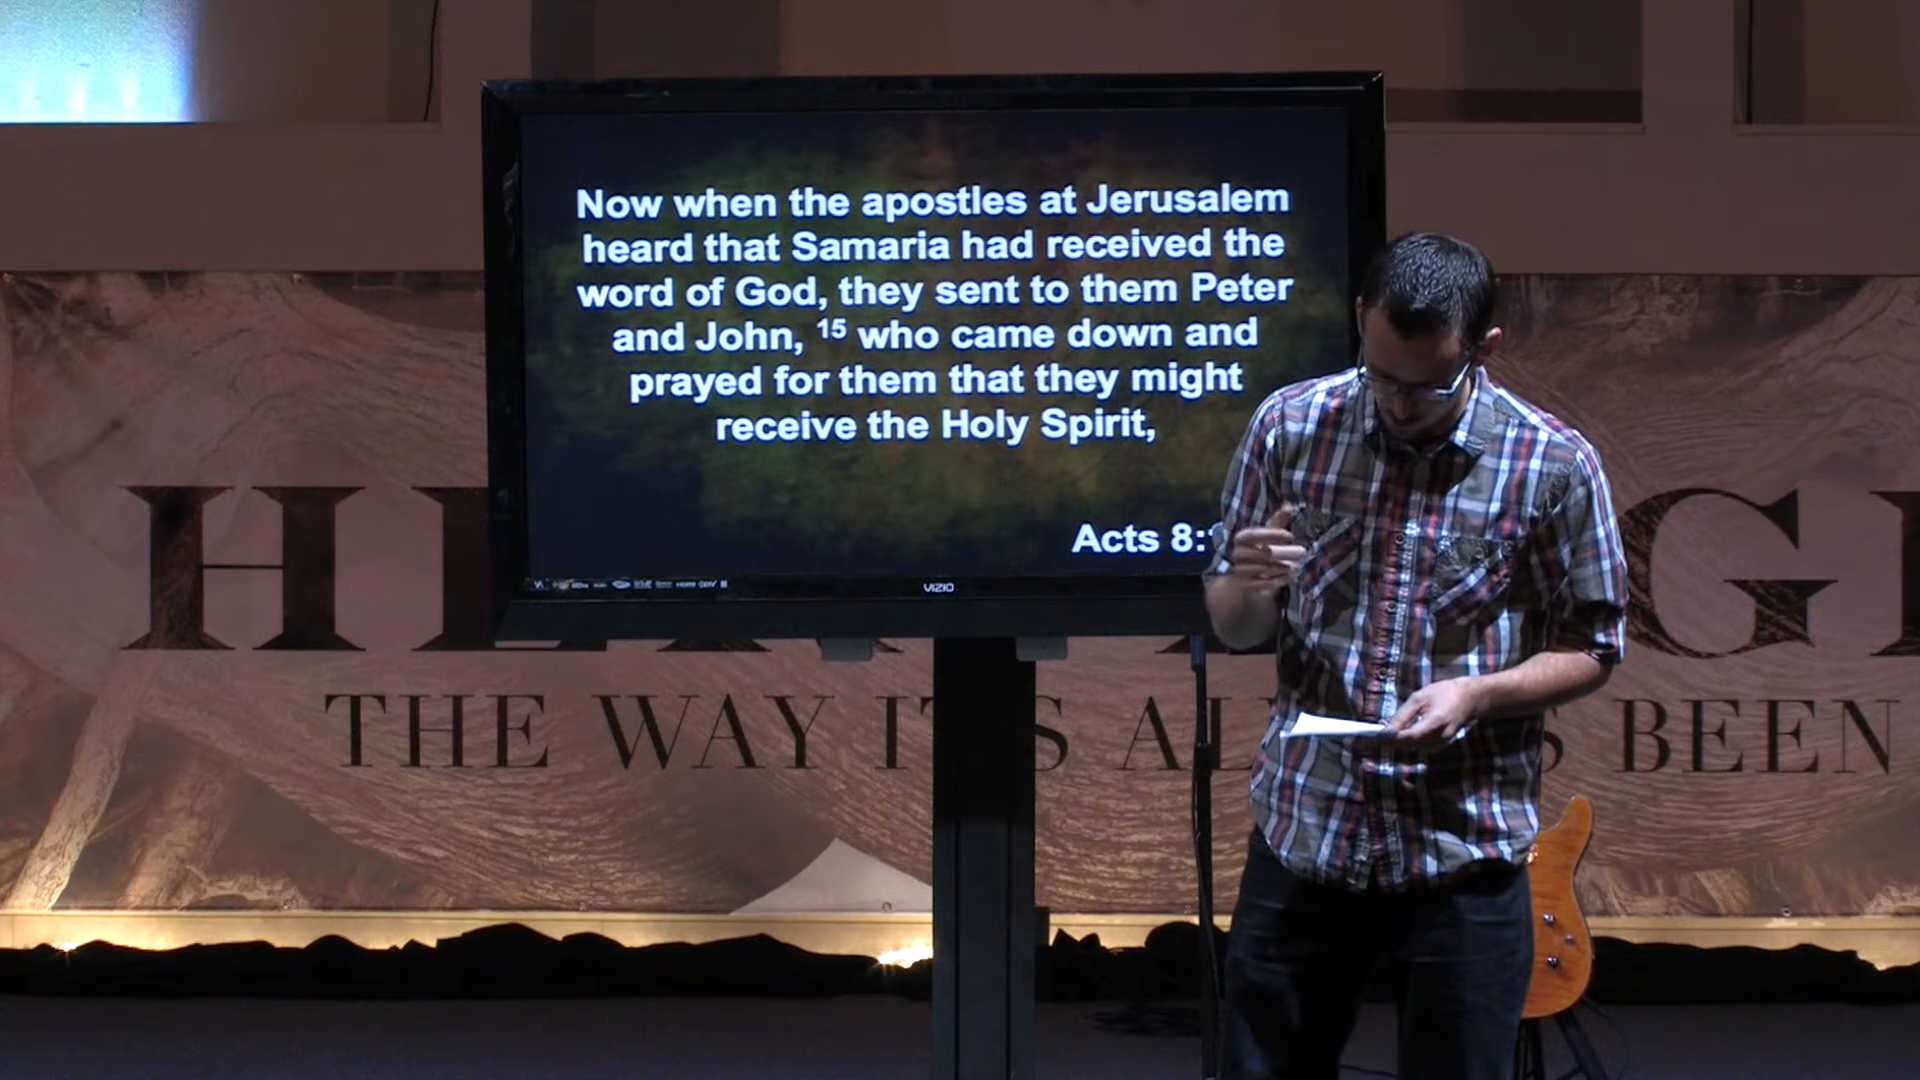 Now when the apostles at Jerusalem
heard that Samaria had received the
word of God, they sent to them Peter
and John, 15 who came down and
prayed for them that they might
receive the Holy Spirit,
Acts 8:
VIZIO
THE WAY IT'S BEEN